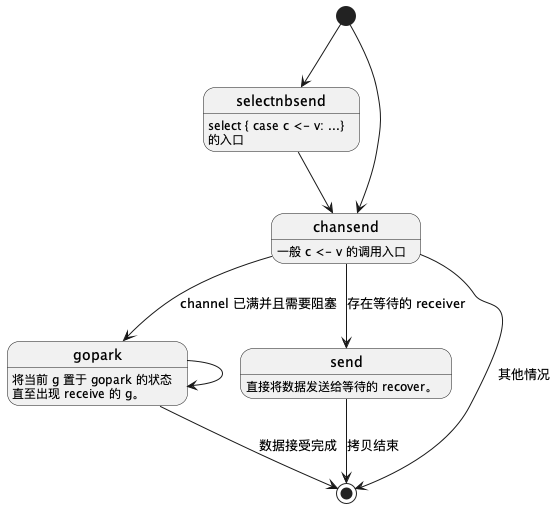 selectnbsend
select { case c <- v: ...}
的入口
chansend
一般 c <- v 的调用入口
channel 已满并且需要阻塞
存在等待的 receiver
gopark
将当前 g 置于 gopark 的状态
直至出现 receive 的 g。
send
直接将数据发送给等待的 recover。
其他情况
数据接受完成
拷贝结束